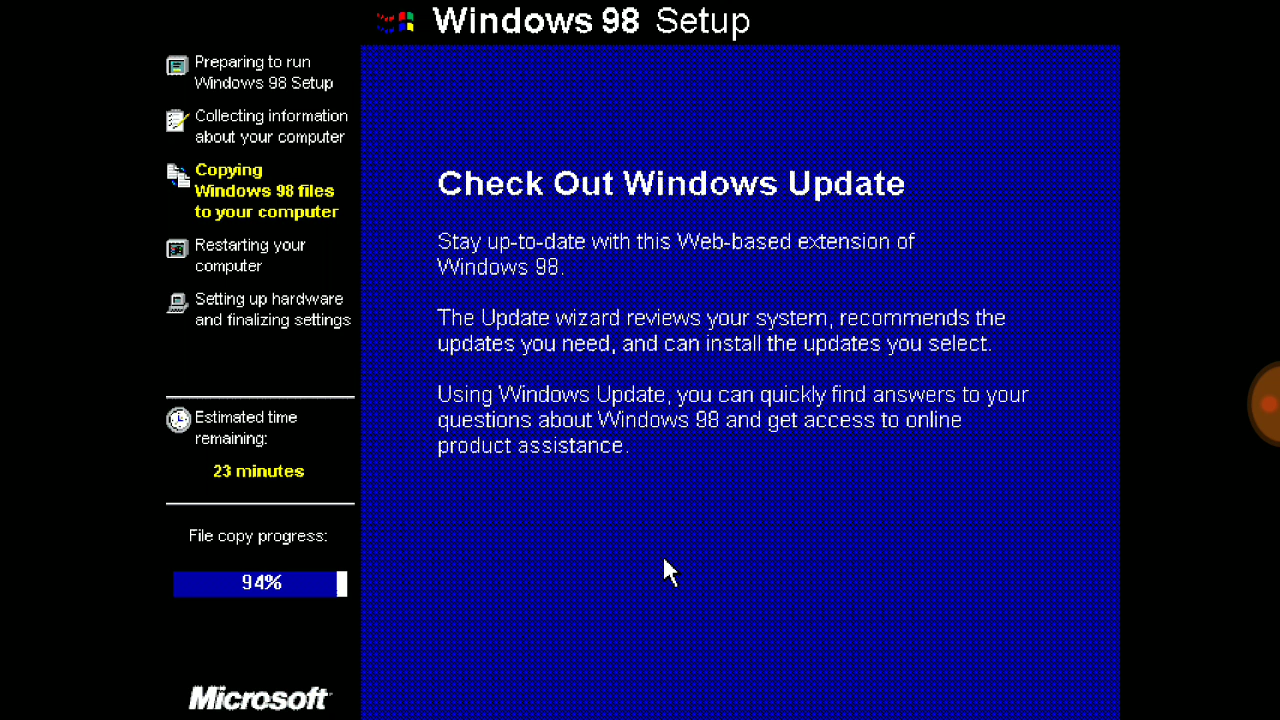 Windows 98 Setup
Preparing to run
Windows 98 Setup
Collecting information
about your computer
Copying
Windows 98 files
to your computer
Restarting your
computer
Setting up hardware
and finalizing settings
Estimated time
remaining:
23 minutes
File copy progress:
94%
Microsoft
Check Out Windows Update
Stay up-to-date with this Web-based extension of
Windows 98.
The Update wizard reviews your system, recommends the
updates you need, and can install the updates you select.
Using Windows Update, you can quickly find answers to your
questions about Windows 98 and get access to online
product assistance.